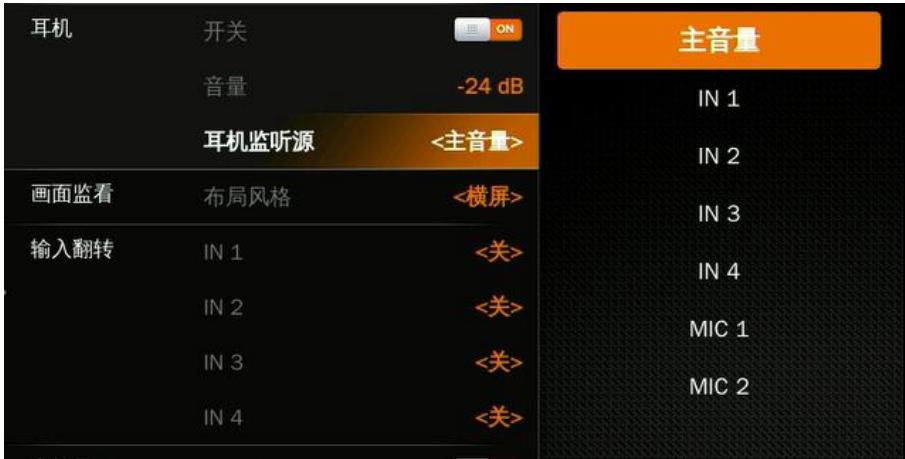 耳机 开关 ON
音量 -24 dB
耳机监听源 <主音量>
画面监看 布局风格 <横屏>
输入翻转 IN 1 <关>
IN 2 <关>
IN 3 <关>
IN 4 <关>
主音量
IN 1
IN 2
IN 3
IN 4
MIC 1
MIC 2